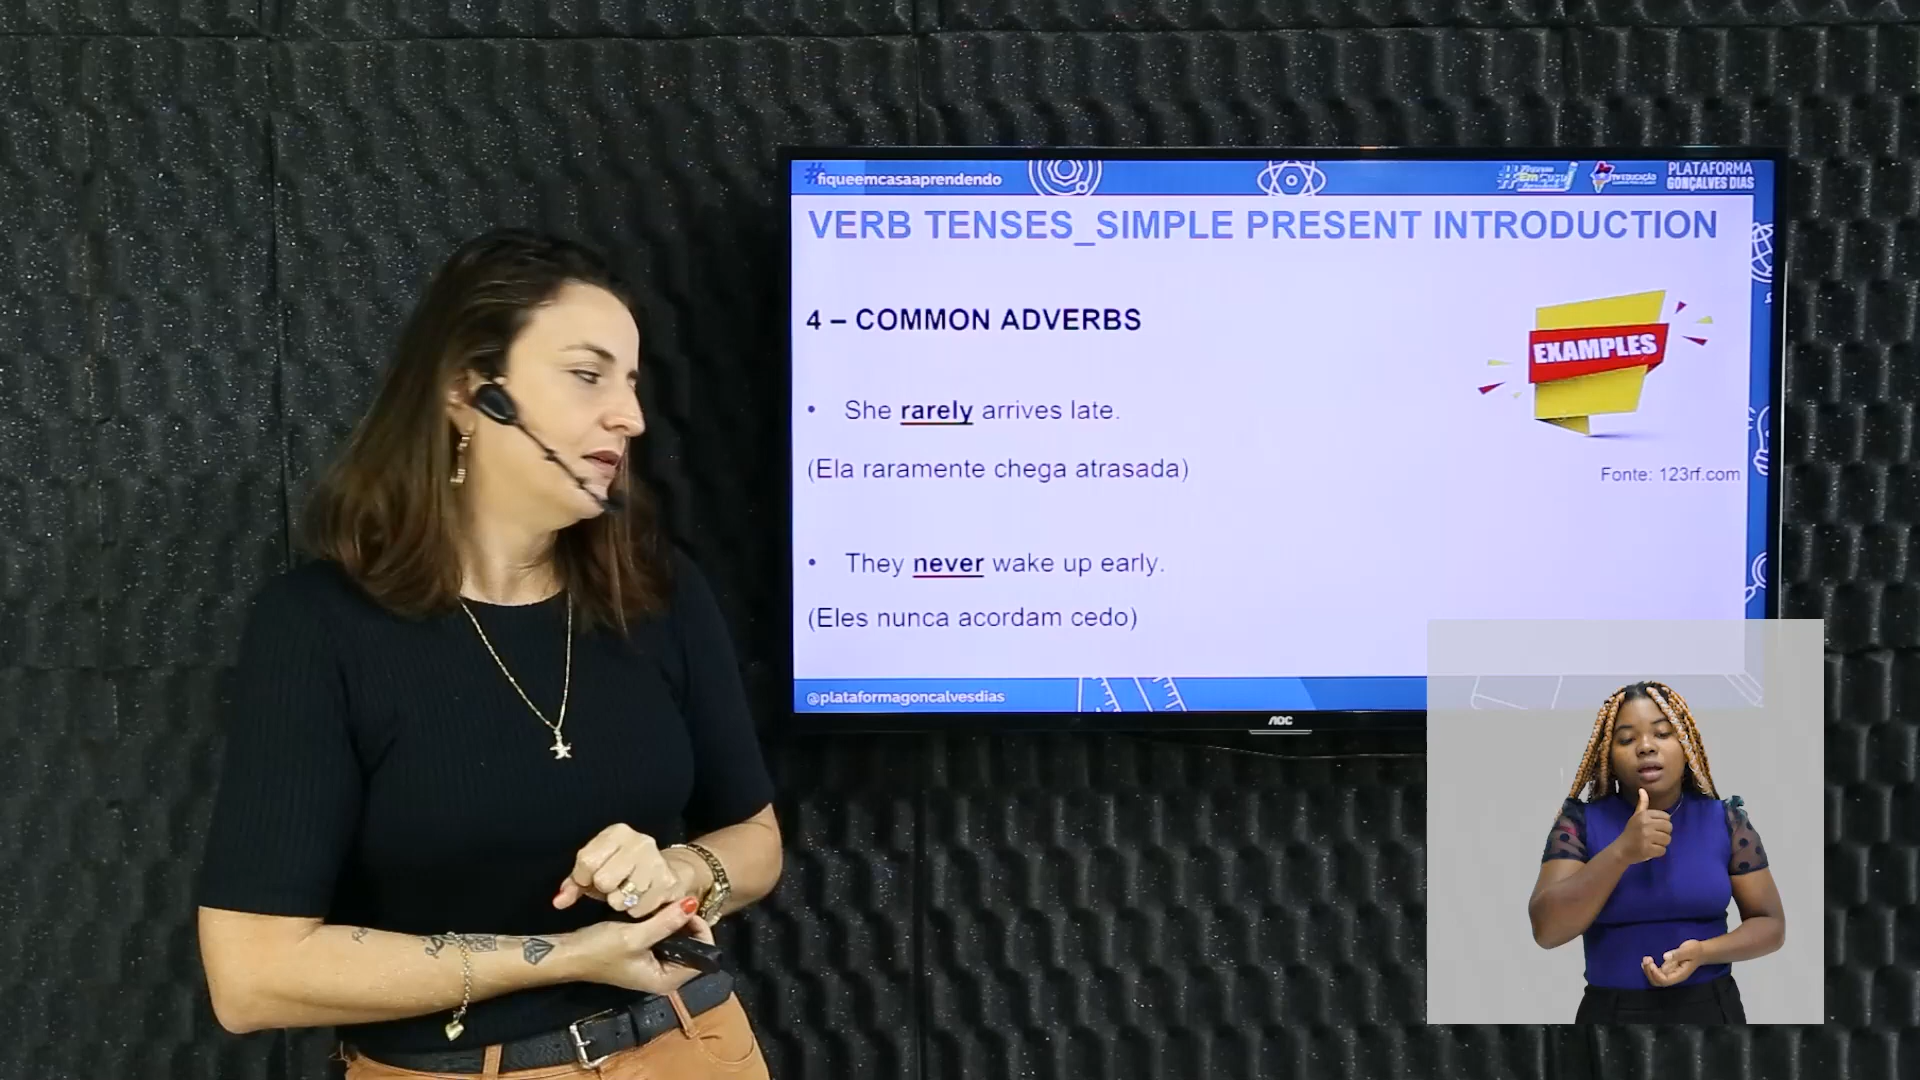 #fiqueemcasaaprendendo
TVEDUCAÇÃO
PLATAFORMA
GONÇALVES DIAS
VERB TENSES_SIMPLE PRESENT INTRODUCTION
4 – COMMON ADVERBS
EXAMPLES
• She rarely arrives late.
(Ela raramente chega atrasada)
Fonte: 123rf.com
• They never wake up early.
(Eles nunca acordam cedo)
@plataformagoncalvesdias
AOC